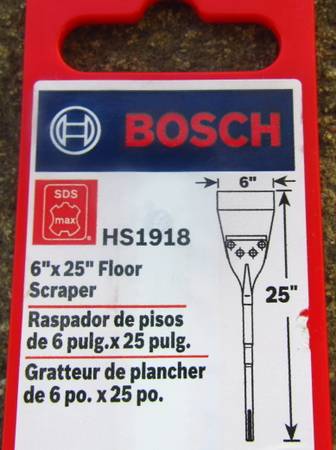 BOSCH
SDS
max
®
HS1918
6"x 25" Floor
Scraper
Raspador de pisos
de 6 pulg.x 25 pulg.
Gratteur de plancher
de 6 po. x 25 po.
6"
25"